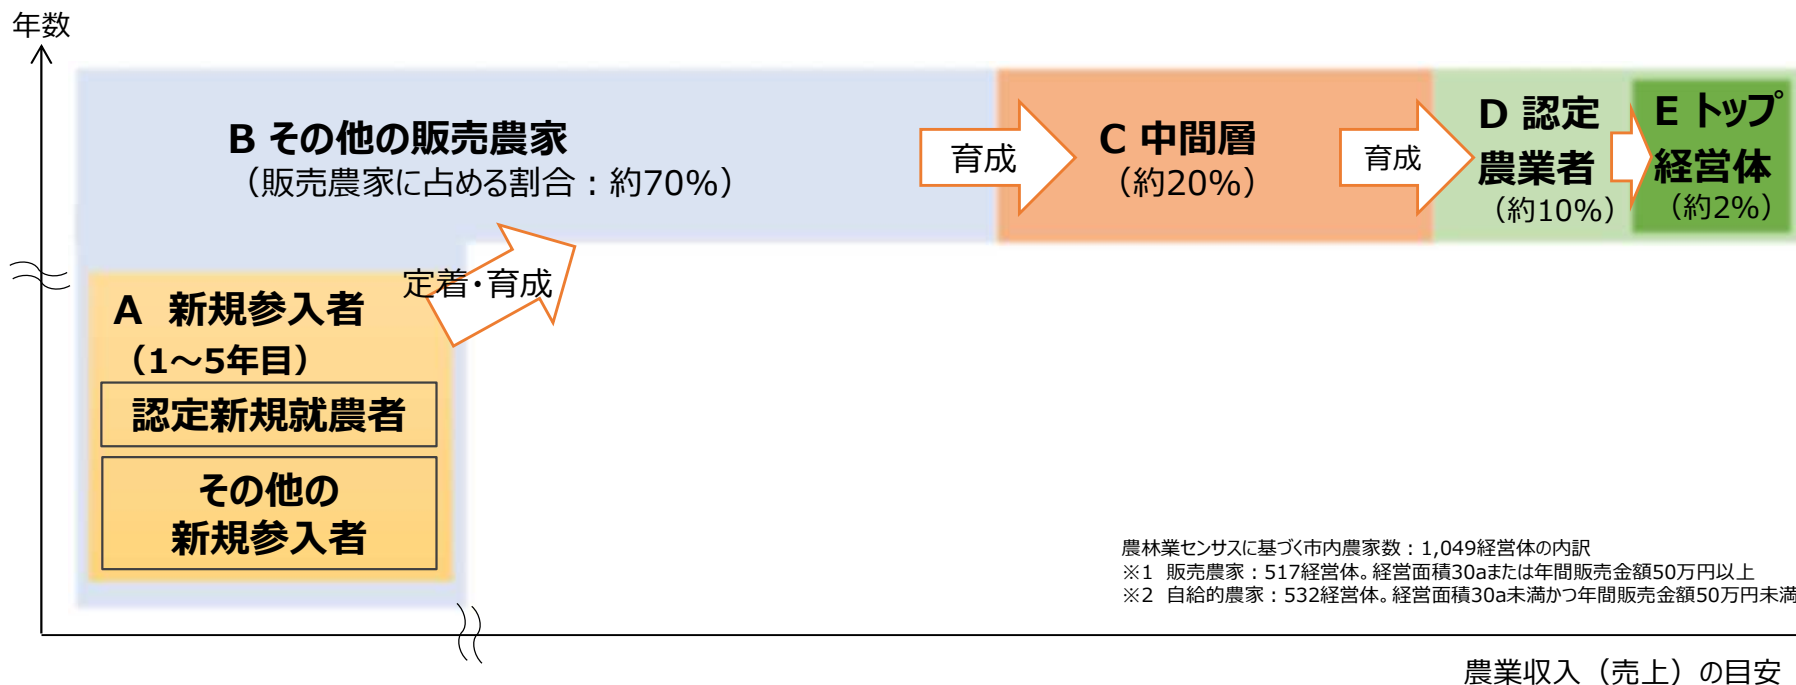 年数
B その他の販売農家
（販売農家に占める割合：約70％）
育成
C 中間層
（約20％）
育成
D 認定
農業者
（約10％）
E トップ
経営体
（約2％）
定着・育成
A 新規参入者
（1～5年目）
認定新規就農者
その他の
新規参入者
農林業センサスに基づく市内農家数：1,049経営体の内訳
※1 販売農家：517経営体。経営面積30aまたは年間販売金額50万円以上
※2 自給的農家：532経営体。経営面積30a未満かつ年間販売金額50万円未満
農業収入（売上）の目安